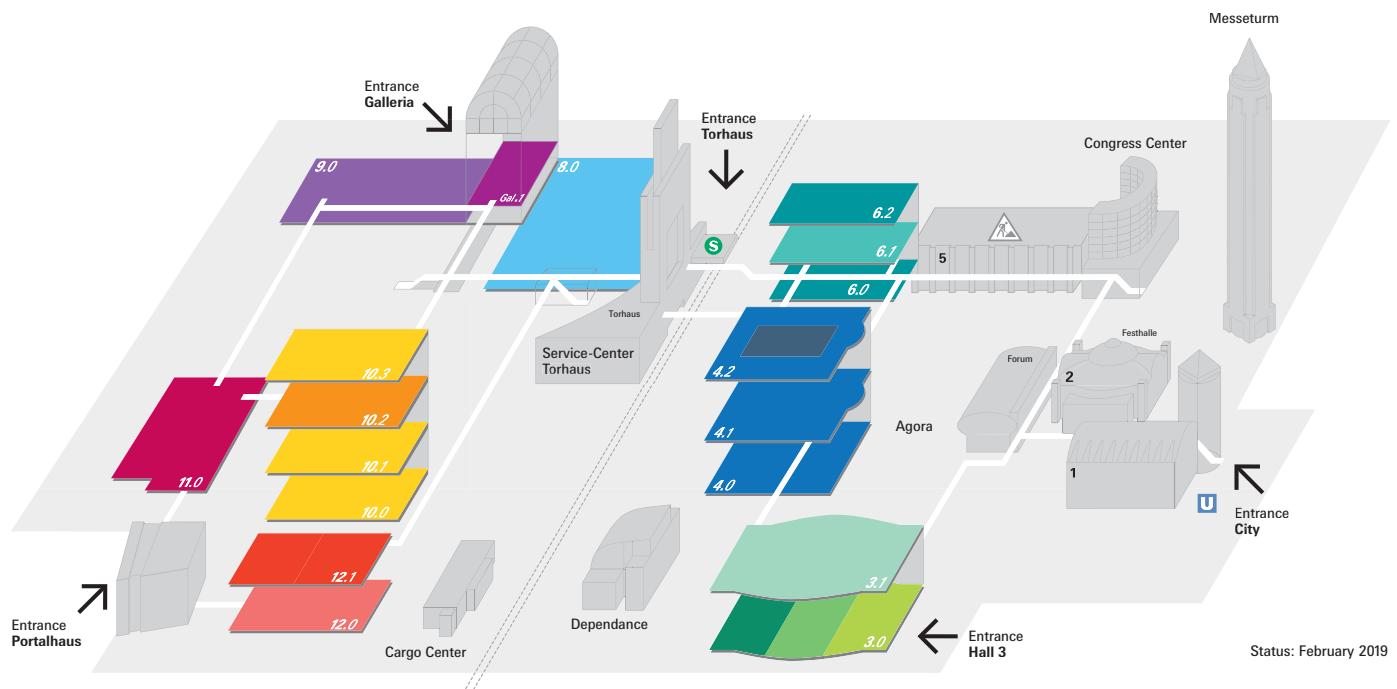 Messeturm
Entrance
Galleria
Entrance
Torhaus
Congress Center
9.0
8.0
Gal.1
6.2
6.1
6.0
S
5
Torhaus
Service-Center
Torhaus
Festhalle
Forum
2
1
10.3
10.2
10.1
10.0
11.0
4.2
4.1
4.0
Agora
U
Entrance
City
12.1
12.0
3.1
3.0
Entrance
Portalhaus
Cargo Center
Dependance
Entrance
Hall 3
Status: February 2019